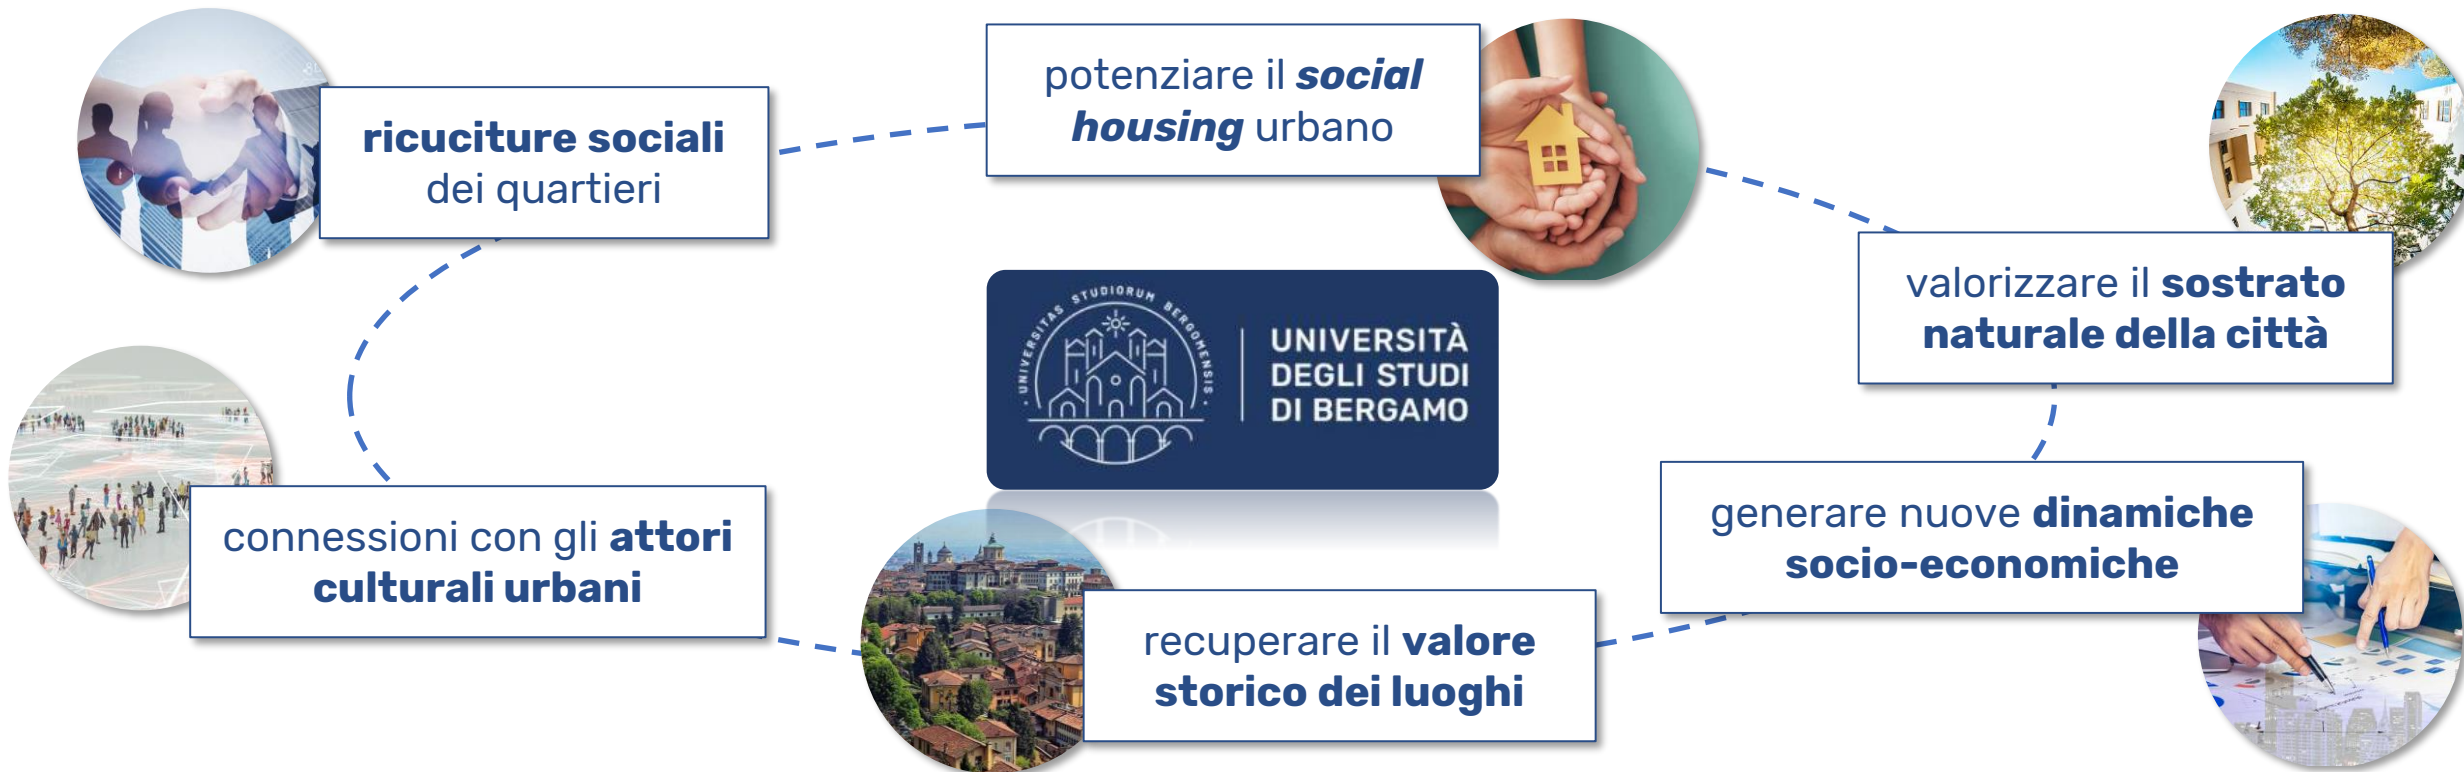 ricuciture sociali
dei quartieri
potenziare il social
housing urbano
valorizzare il sostrato
naturale della città
UNIVERSITAS STUDIORUM BERGOMENSIS
UNIVERSITÀ
DEGLI STUDI
DI BERGAMO
connessioni con gli attori
culturali urbani
generare nuove dinamiche
socio-economiche
recuperare il valore
storico dei luoghi